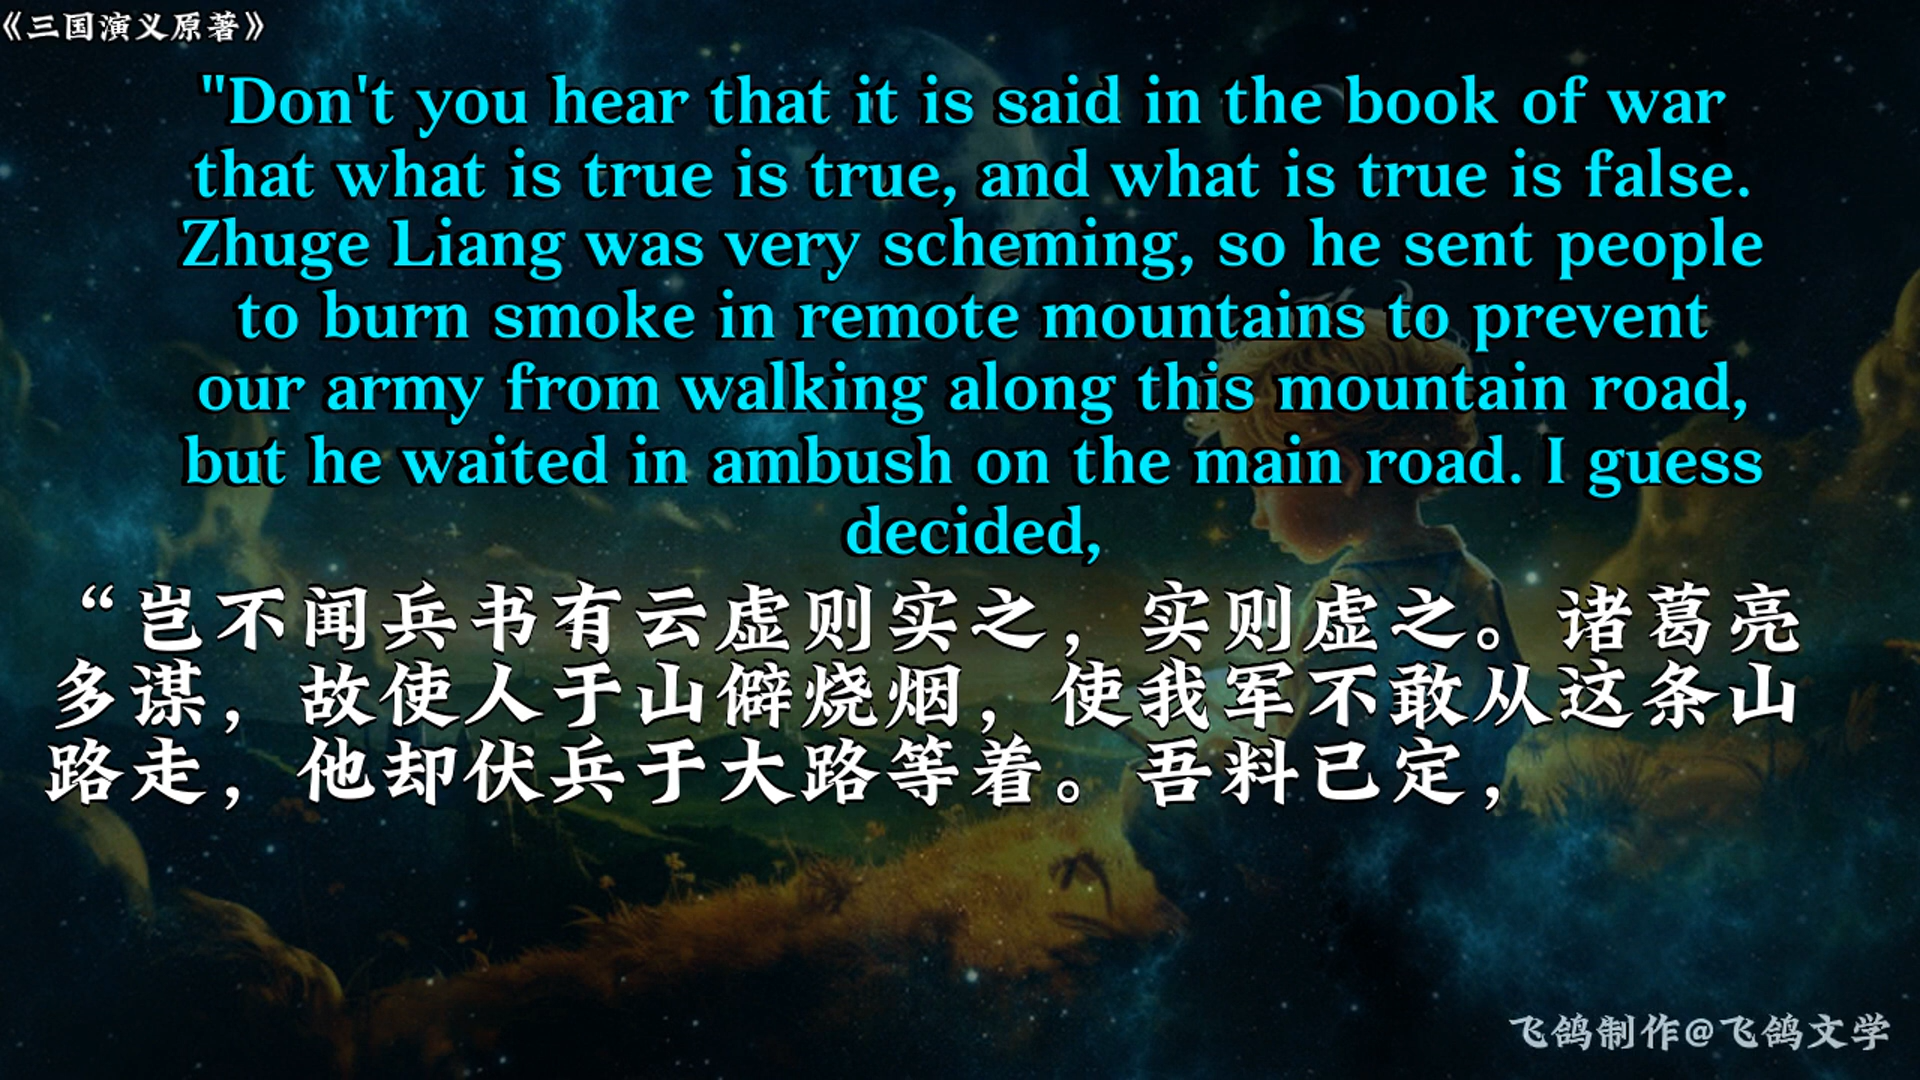 《三国演义原著》
"Don't you hear that it is said in the book of war
that what is true is true, and what is true is false.
Zhuge Liang was very scheming, so he sent people
to burn smoke in remote mountains to prevent
our army from walking along this mountain road,
but he waited in ambush on the main road. I guess
decided,
“岂不闻兵书有云虚则实之，实则虚之。诸葛亮
多谋，故使人于山僻烧烟，使我军不敢从这条山
路走，他却伏兵于大路等着。吾料已定，
飞鸽制作@飞鸽文学